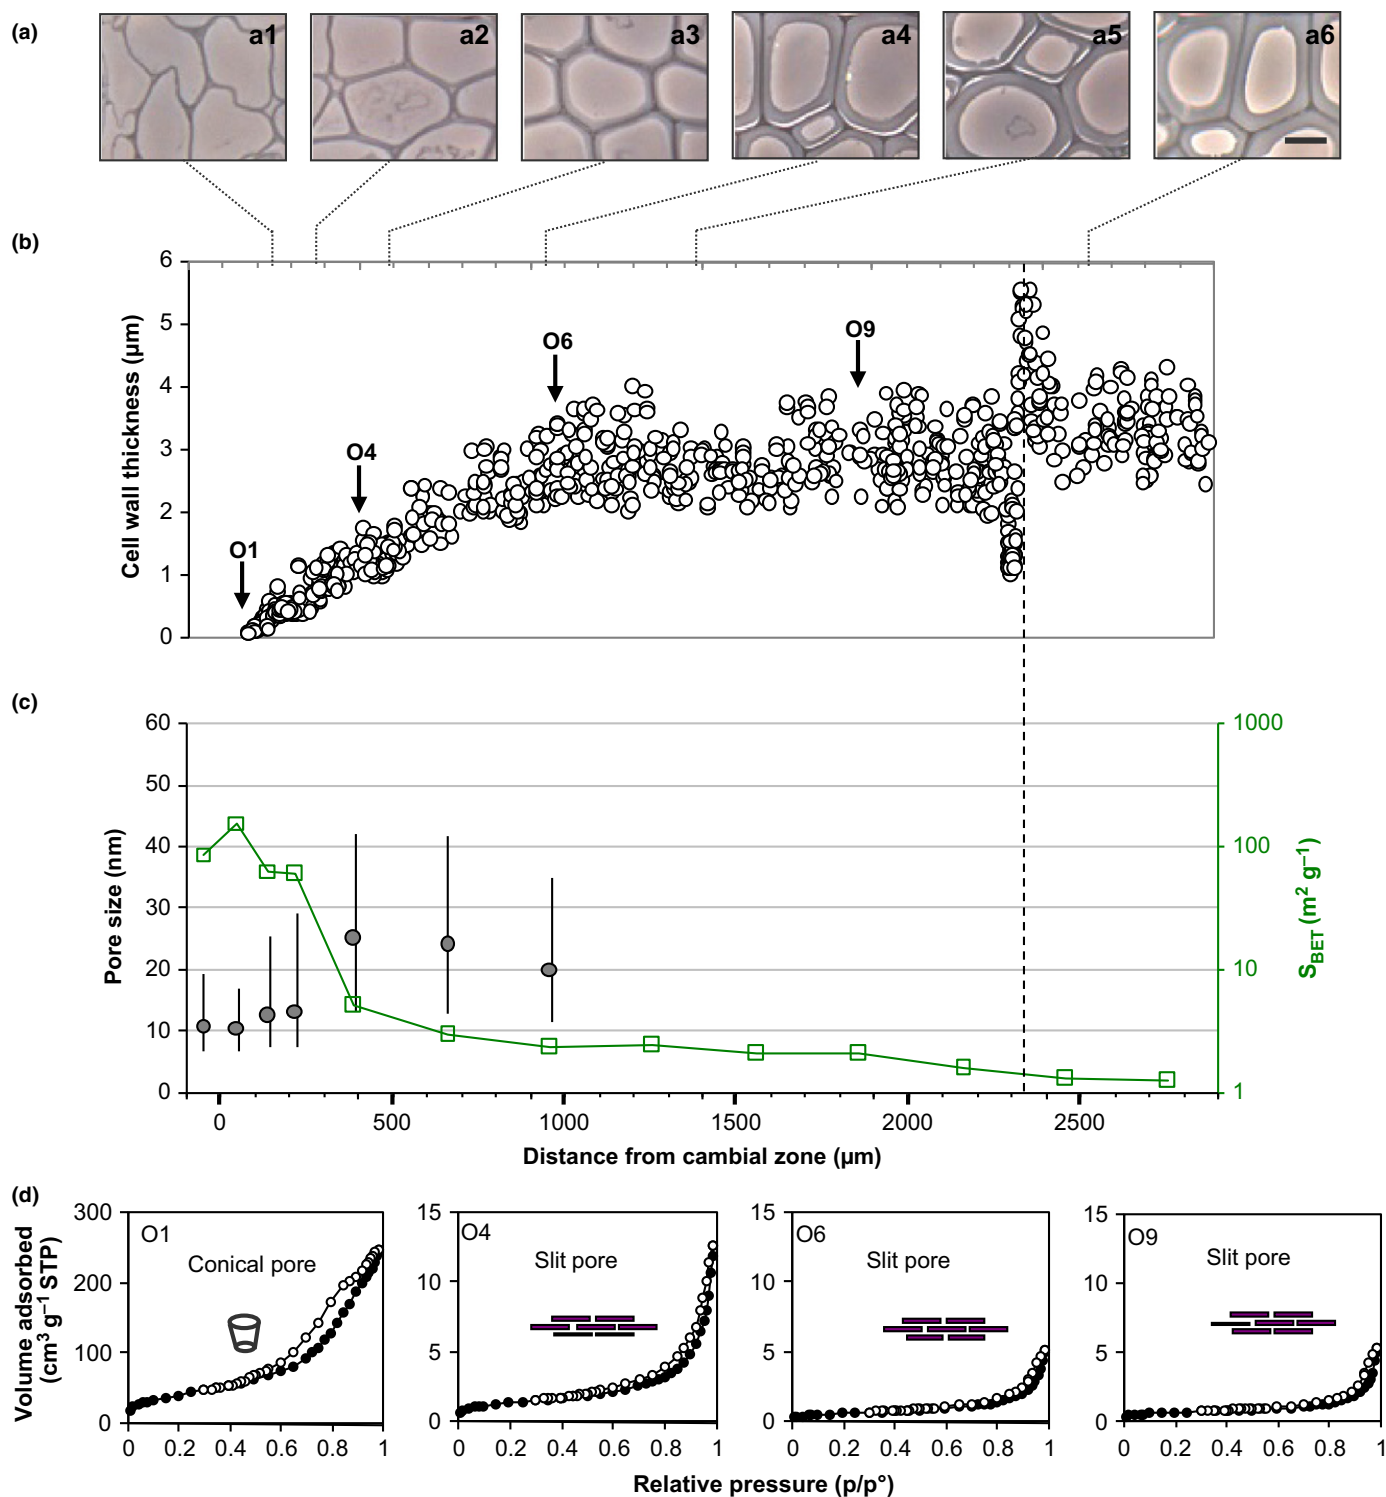 (a)
a1 a2 a3 a4 a5 a6
(b)
6
5
4
3
2
1
0
Cell wall thickness (µm)
O1
O4
O6
O9
(c)
60
50
40
30
20
10
0
Pore size (nm)
1000
100
10
1
S_BET (m² g⁻¹)
0 500 1000 1500 2000 2500
Distance from cambial zone (µm)
(d)
Volume adsorbed
(cm³ g⁻¹ STP)
300
200
100
0
O1
Conical pore
0 0.2 0.4 0.6 0.8 1
15
10
5
0
O4
Slit pore
0 0.2 0.4 0.6 0.8 1
15
10
5
0
O6
Slit pore
0 0.2 0.4 0.6 0.8 1
15
10
5
0
O9
Slit pore
0 0.2 0.4 0.6 0.8 1
Relative pressure (p/p°)